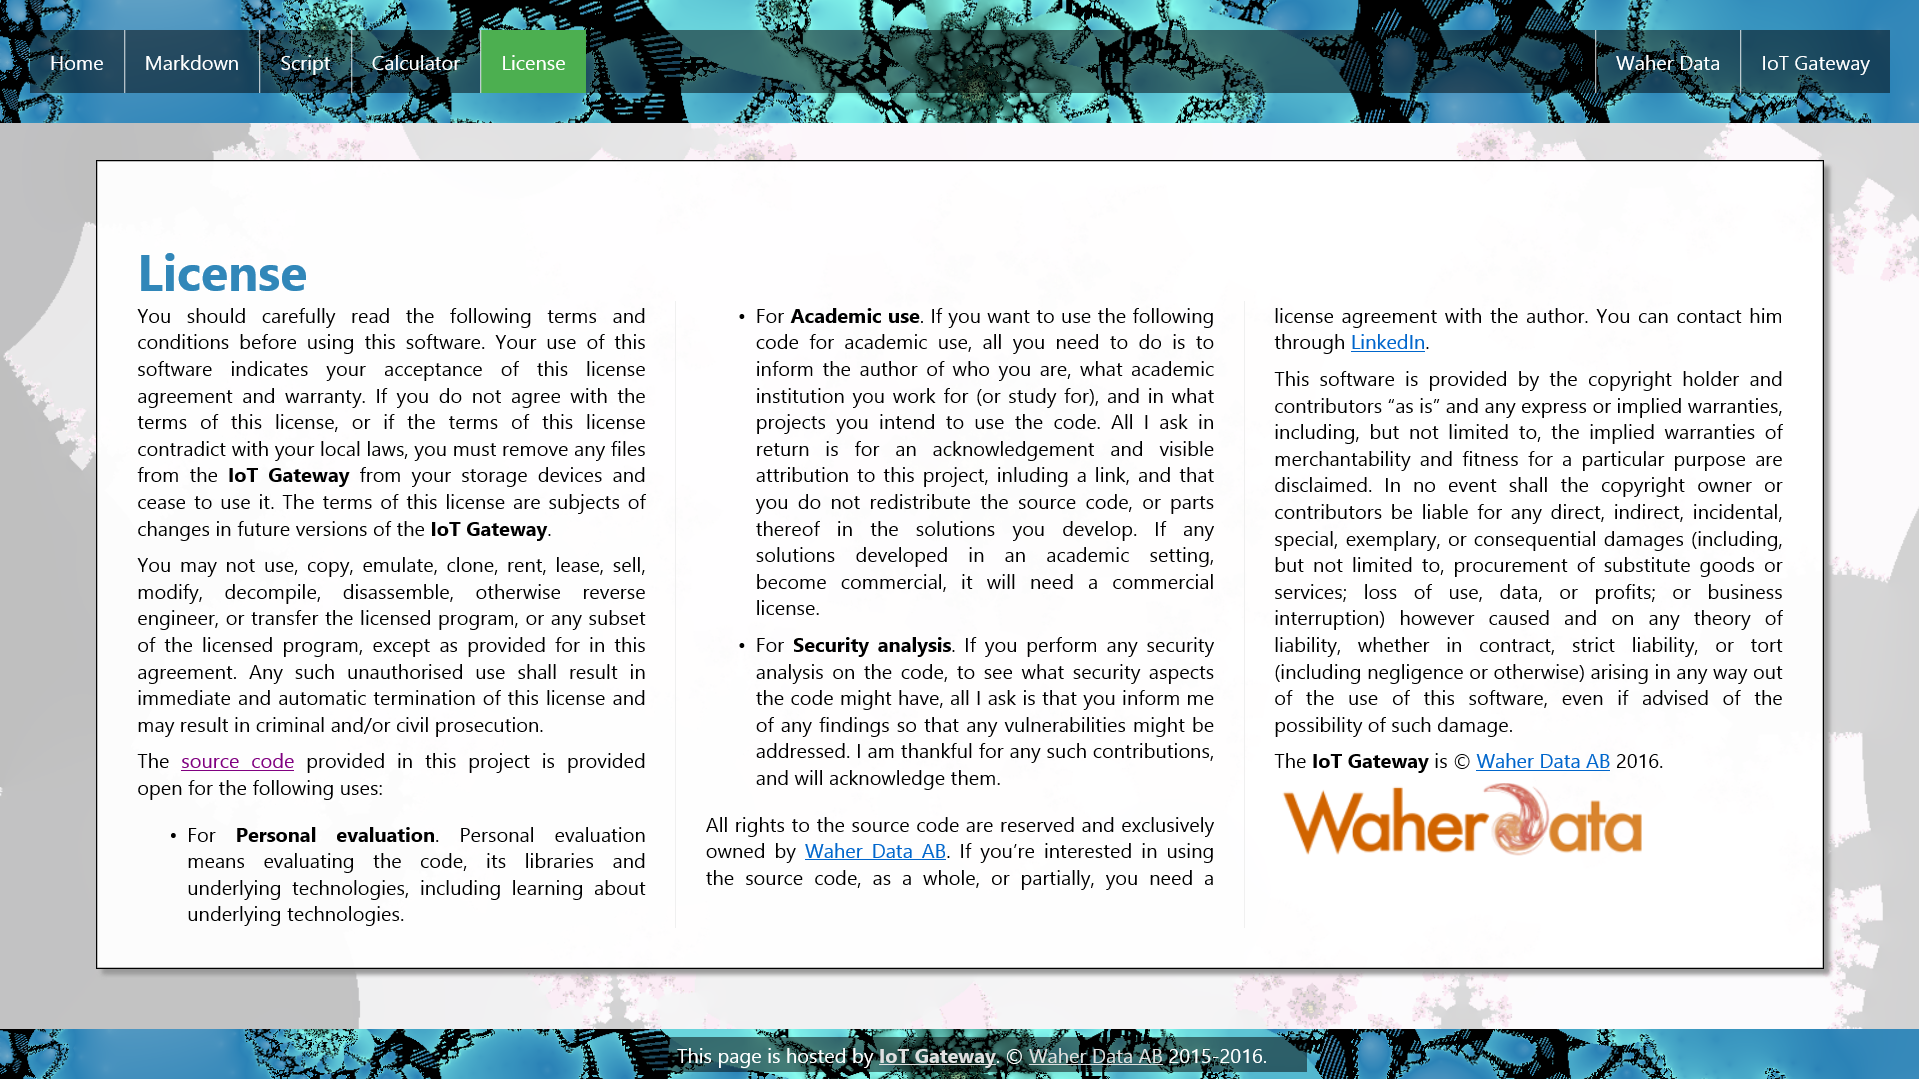 Home
Markdown
Script
Calculator
License
Waher Data
IoT Gateway
License
You should carefully read the following terms and
conditions before using this software. Your use of this
software indicates your acceptance of this license
agreement and warranty. If you do not agree with the
terms of this license, or if the terms of this license
contradict with your local laws, you must remove any files
from the IoT Gateway from your storage devices and
cease to use it. The terms of this license are subjects of
changes in future versions of the IoT Gateway.
You may not use, copy, emulate, clone, rent, lease, sell,
modify, decompile, disassemble, otherwise reverse
engineer, or transfer the licensed program, or any subset
of the licensed program, except as provided for in this
agreement. Any such unauthorised use shall result in
immediate and automatic termination of this license and
may result in criminal and/or civil prosecution.
The source code provided in this project is provided
open for the following uses:
• For Personal evaluation. Personal evaluation
means evaluating the code, its libraries and
underlying technologies, including learning about
underlying technologies.
• For Academic use. If you want to use the following
code for academic use, all you need to do is to
inform the author of who you are, what academic
institution you work for (or study for), and in what
projects you intend to use the code. All I ask in
return is for an acknowledgement and visible
attribution to this project, inluding a link, and that
you do not redistribute the source code, or parts
thereof in the solutions you develop. If any
solutions developed in an academic setting,
become commercial, it will need a commercial
license.
• For Security analysis. If you perform any security
analysis on the code, to see what security aspects
the code might have, all I ask is that you inform me
of any findings so that any vulnerabilities might be
addressed. I am thankful for any such contributions,
and will acknowledge them.
All rights to the source code are reserved and exclusively
owned by Waher Data AB. If you’re interested in using
the source code, as a whole, or partially, you need a
license agreement with the author. You can contact him
through LinkedIn.
This software is provided by the copyright holder and
contributors “as is” and any express or implied warranties,
including, but not limited to, the implied warranties of
merchantability and fitness for a particular purpose are
disclaimed. In no event shall the copyright owner or
contributors be liable for any direct, indirect, incidental,
special, exemplary, or consequential damages (including,
but not limited to, procurement of substitute goods or
services; loss of use, data, or profits; or business
interruption) however caused and on any theory of
liability, whether in contract, strict liability, or tort
(including negligence or otherwise) arising in any way out
of the use of this software, even if advised of the
possibility of such damage.
The IoT Gateway is © Waher Data AB 2016.
Waher Data
This page is hosted by IoT Gateway. © Waher Data AB 2015-2016.